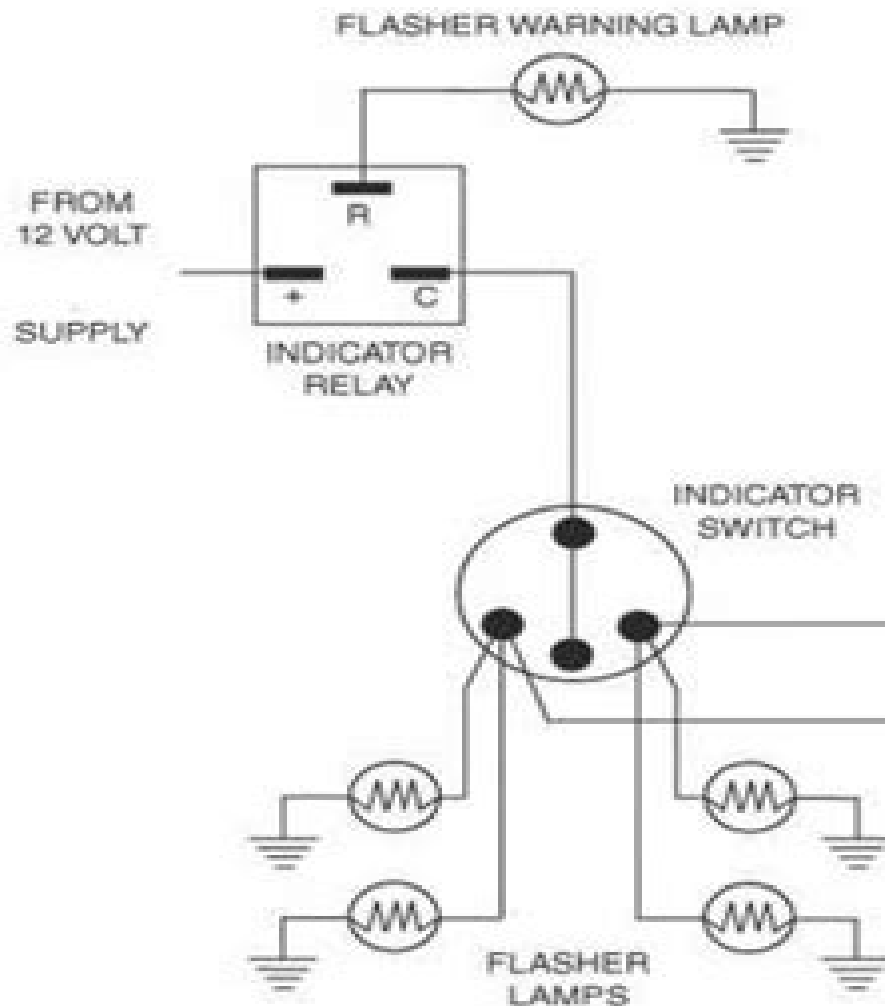 FLASHER WARNING LAMP
R
FROM
12 VOLT
SUPPLY
+
C
INDICATOR
RELAY
INDICATOR
SWITCH
FLASHER
LAMPS